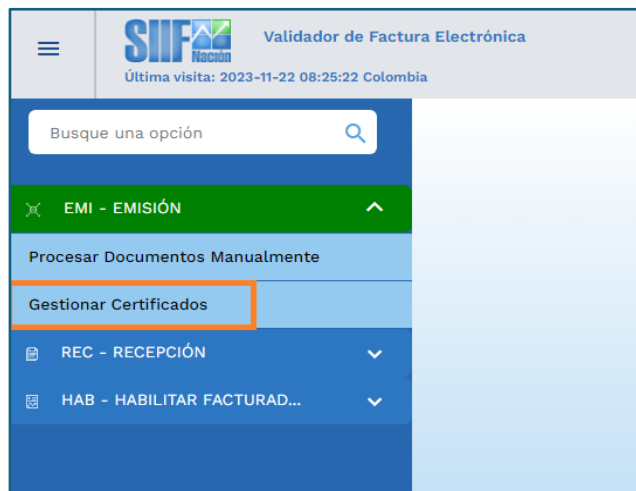 SIIF
Nación
Validador de Factura Electrónica
Última visita: 2023-11-22 08:25:22 Colombia
Busque una opción
EMI - EMISIÓN
Procesar Documentos Manualmente
Gestionar Certificados
REC - RECEPCIÓN
HAB - HABILITAR FACTURAD...